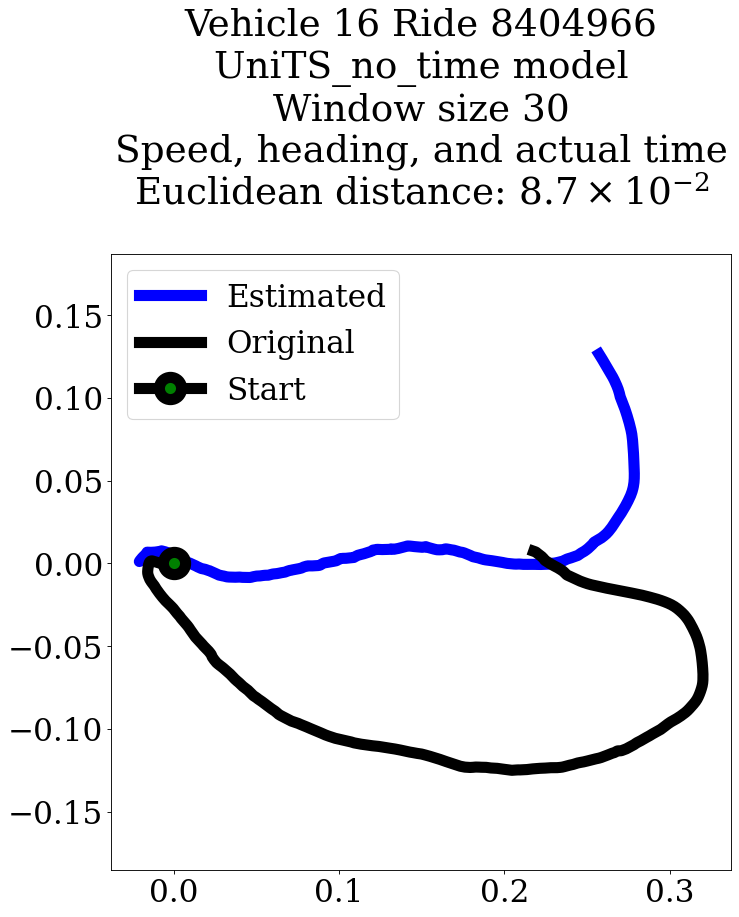 Vehicle 16 Ride 8404966
UniTS_no_time model
Window size 30
Speed, heading, and actual time
Euclidean distance: 8.7 × 10⁻²
Estimated
Original
Start
0.15
0.10
0.05
0.00
−0.05
−0.10
−0.15
0.0 0.1 0.2 0.3